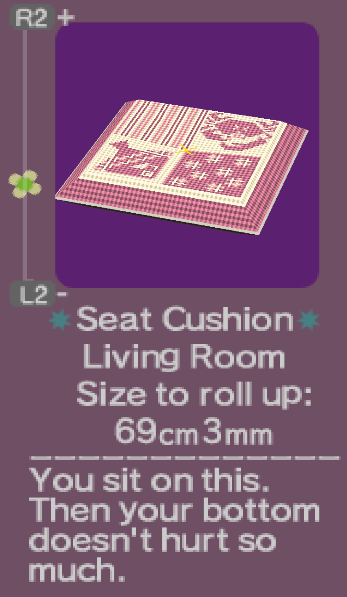 R2 +
L2 -
Seat Cushion
Living Room
Size to roll up:
69cm3mm
You sit on this.
Then your bottom
doesn't hurt so
much.